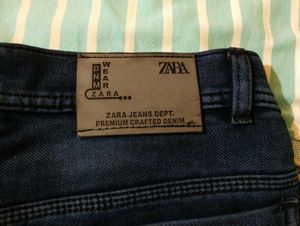 DNM
WEAR
ZARA
ZARA
ZARA JEANS DEPT.
PREMIUM CRAFTED DENIM